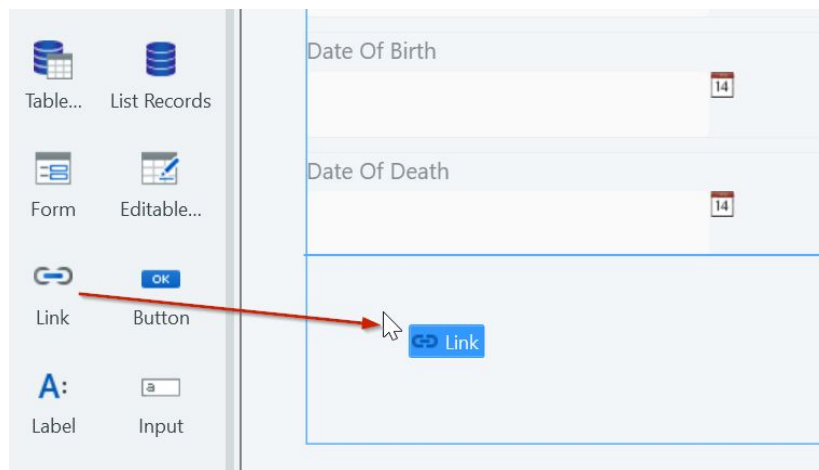 Table...
List Records
Form
Editable...
Link
OK
Button
A:
Label
a
Input
Date Of Birth
14
Date Of Death
14
Link